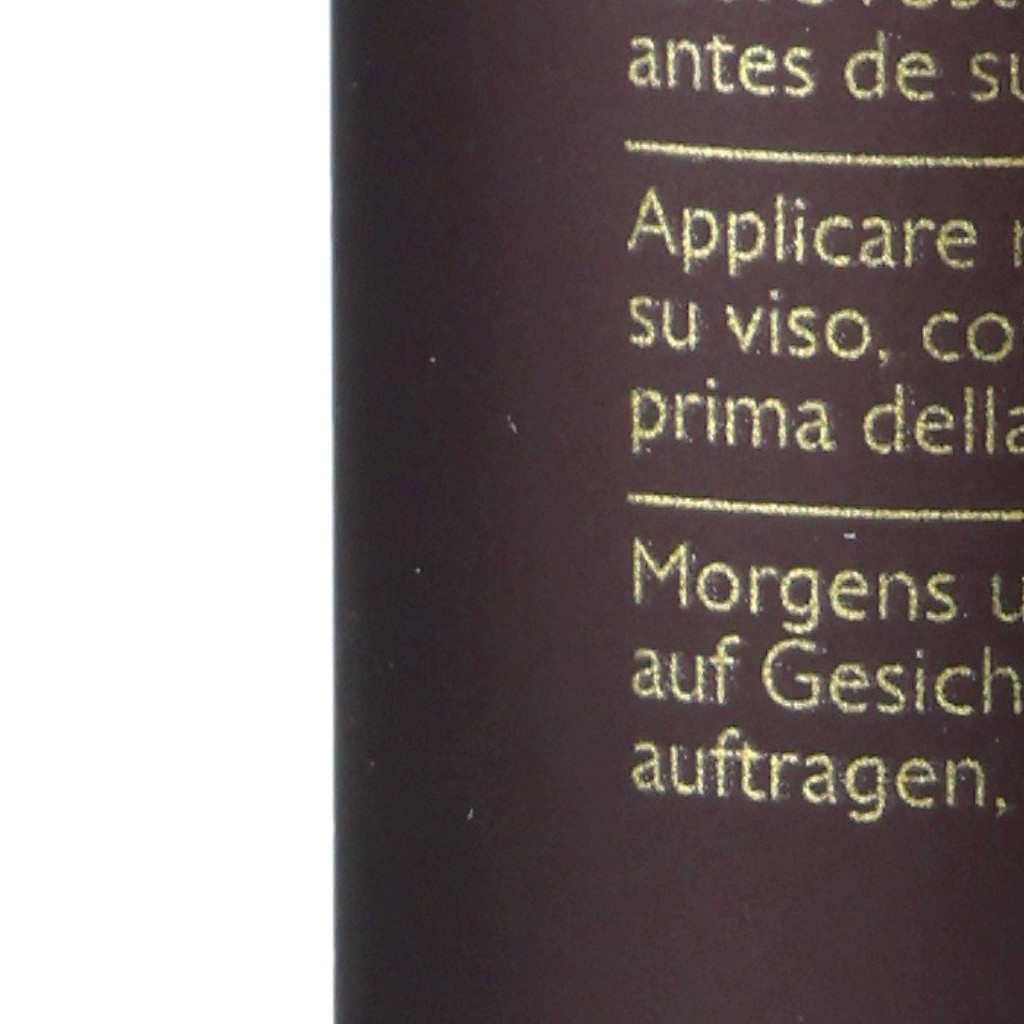 antes de su
Applicare
su viso, co
prima della
Morgens u
auf Gesich
auftragen,